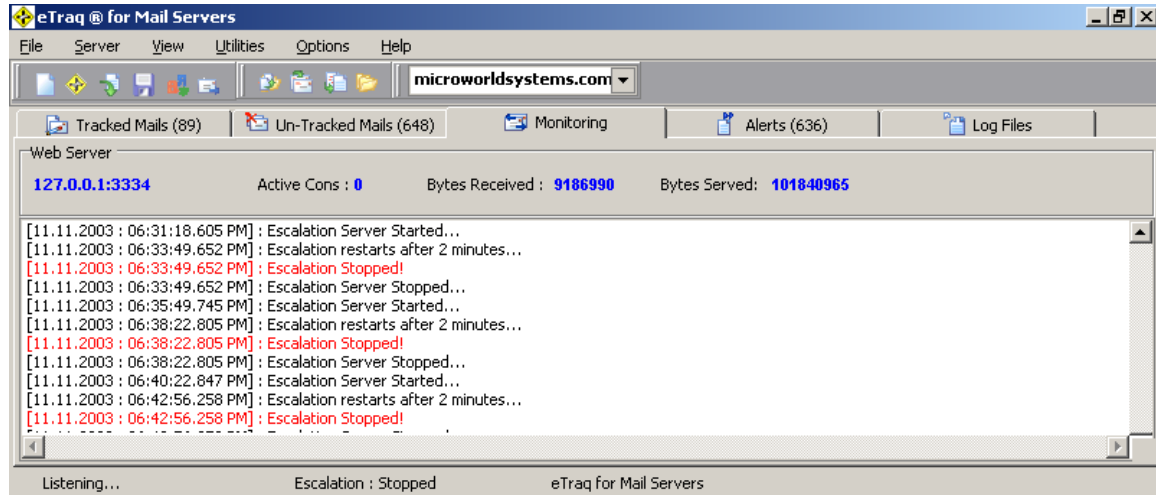 eTraq ® for Mail Servers
File Server View Utilities Options Help
microworldsystems.com
Tracked Mails (89) Un-Tracked Mails (648) Monitoring Alerts (636) Log Files
Web Server
127.0.0.1:3334 Active Cons : 0 Bytes Received : 9186990 Bytes Served: 101840965
[11.11.2003 : 06:31:18.605 PM] : Escalation Server Started...
[11.11.2003 : 06:33:49.652 PM] : Escalation restarts after 2 minutes...
[11.11.2003 : 06:33:49.652 PM] : Escalation Stopped!
[11.11.2003 : 06:33:49.652 PM] : Escalation Server Stopped...
[11.11.2003 : 06:35:49.745 PM] : Escalation Server Started...
[11.11.2003 : 06:38:22.805 PM] : Escalation restarts after 2 minutes...
[11.11.2003 : 06:38:22.805 PM] : Escalation Stopped!
[11.11.2003 : 06:38:22.805 PM] : Escalation Server Stopped...
[11.11.2003 : 06:40:22.847 PM] : Escalation Server Started...
[11.11.2003 : 06:42:56.258 PM] : Escalation restarts after 2 minutes...
[11.11.2003 : 06:42:56.258 PM] : Escalation Stopped!
Listening... Escalation : Stopped eTraq for Mail Servers